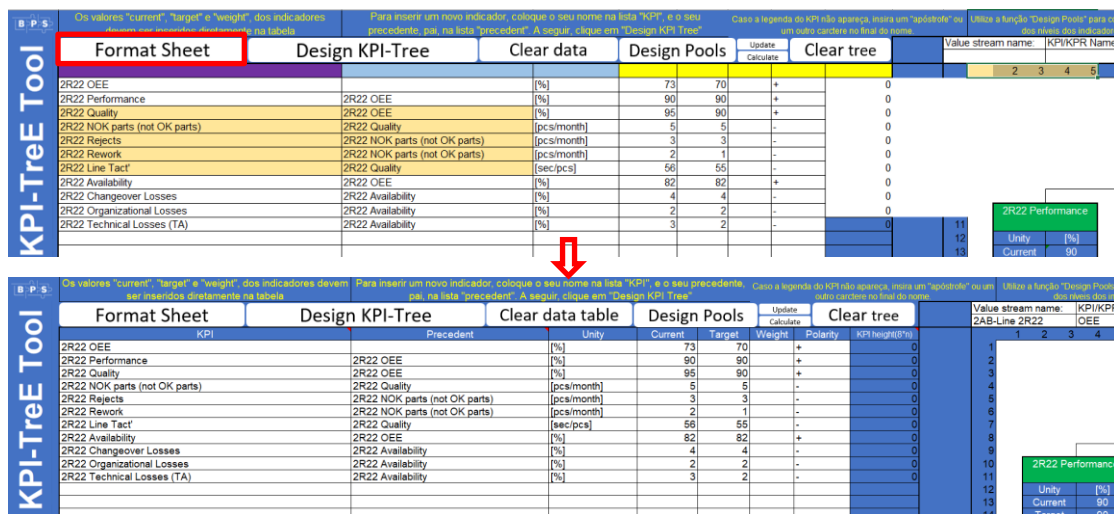 B P S
Os valores "current", "target" e "weight", dos indicadores
devem ser inseridos diretamente na tabela
Para inserir um novo indicador, coloque o seu nome na lista "KPI", e o seu
precedente, pai, na lista "precedent". A seguir, clique em "Design KPI Tree"
Caso a legenda do KPI não apareça, insira um "apóstrofe" ou
um outro carctere no final do nome.
Utilize a função "Design Pools" para
dos níveis dos indicador
KPI-TreE Tool
Format Sheet
Design KPI-Tree
Clear data
Design Pools
Update
Calculate
Clear tree
Value stream name: KPI/KPR Name
2 3 4 5
2R22 OEE [%] 73 70 + 0
2R22 Performance 2R22 OEE [%] 90 90 + 0
2R22 Quality 2R22 OEE [%] 95 90 + 0
2R22 NOK parts (not OK parts) 2R22 Quality [pcs/month] 5 5 - 0
2R22 Rejects 2R22 NOK parts (not OK parts) [pcs/month] 3 3 - 0
2R22 Rework 2R22 NOK parts (not OK parts) [pcs/month] 2 1 - 0
2R22 Line Tact' 2R22 Quality [sec/pcs] 56 55 - 0
2R22 Availability 2R22 OEE [%] 82 82 + 0
2R22 Changeover Losses 2R22 Availability [%] 4 4 - 0
2R22 Organizational Losses 2R22 Availability [%] 2 2 - 0
2R22 Technical Losses (TA) 2R22 Availability [%] 3 2 - 0 11
12
13
2R22 Performance
Unity [%]
Current 90
B P S
Os valores "current", "target" e "weight", dos indicadores devem
ser inseridos diretamente na tabela
Para inserir um novo indicador, coloque o seu nome na lista "KPI", e o seu precedente,
pai, na lista "precedent". A seguir, clique em "Design KPI Tree"
Caso a legenda do KPI não apareça, insira um "apóstrofe" ou um
outro carctere no final do nome
Utilize a função "Design Pools
dos níveis dos in
KPI-TreE Tool
Format Sheet
Design KPI-Tree
Clear data table
Design Pools
Update
Calculate
Clear tree
Value stream name: KPI/KPR
2AB-Line 2R22 OEE
KPI Precedent Unity Current Target Weight Polarity KPI height(8*n) 1 2 3 4
2R22 OEE [%] 73 70 + 0 1
2R22 Performance 2R22 OEE [%] 90 90 + 0 2
2R22 Quality 2R22 OEE [%] 95 90 + 0 3
2R22 NOK parts (not OK parts) 2R22 Quality [pcs/month] 5 5 - 0 4
2R22 Rejects 2R22 NOK parts (not OK parts) [pcs/month] 3 3 - 0 5
2R22 Rework 2R22 NOK parts (not OK parts) [pcs/month] 2 1 - 0 6
2R22 Line Tact' 2R22 Quality [sec/pcs] 56 55 - 0 7
2R22 Availability 2R22 OEE [%] 82 82 + 0 8
2R22 Changeover Losses 2R22 Availability [%] 4 4 - 0 9
2R22 Organizational Losses 2R22 Availability [%] 2 2 - 0 10
2R22 Technical Losses (TA) 2R22 Availability [%] 3 2 - 0 11
12
13
2R22 Performance
Unity [%]
Current 90